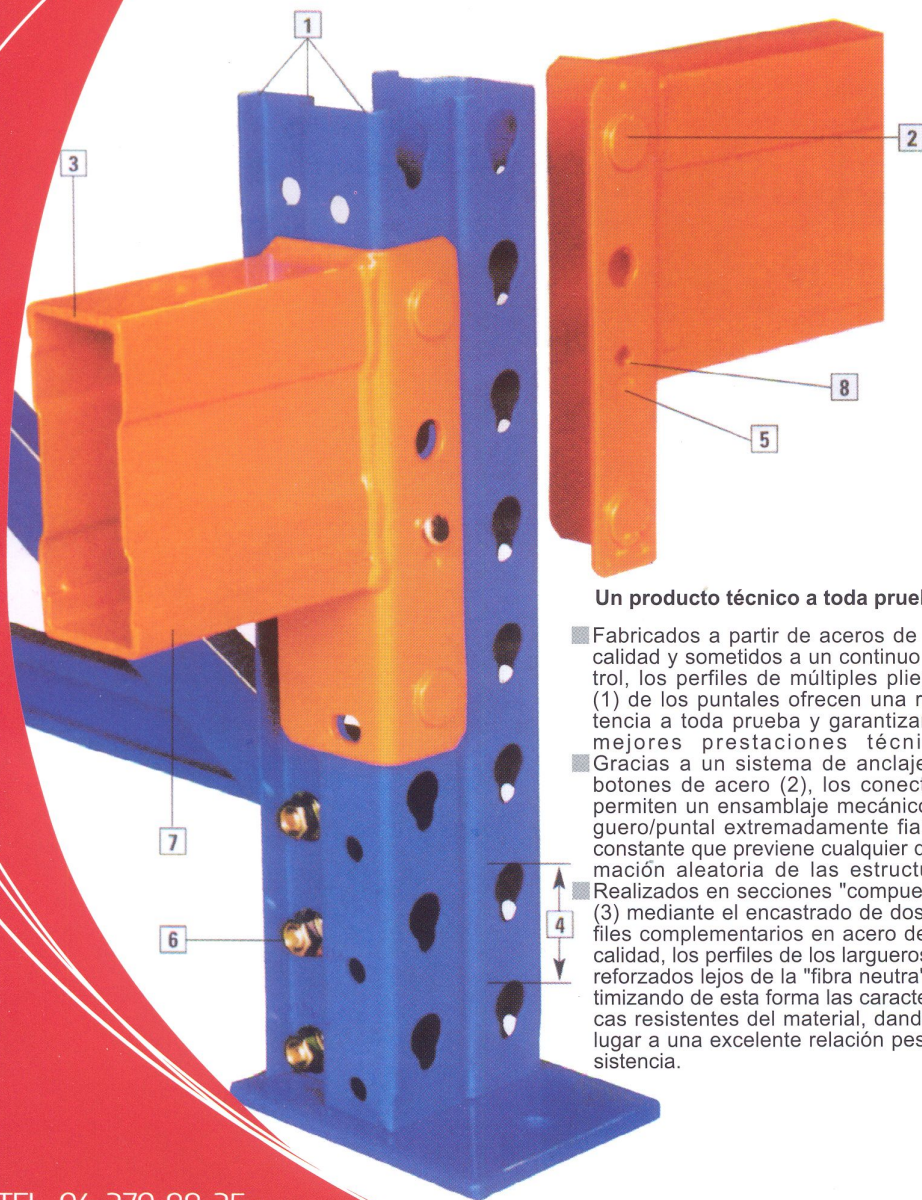 1
2
3
8
5
Un producto técnico a toda prue
Fabricados a partir de aceros de
calidad y sometidos a un continuo
trol, los perfiles de múltiples plie
(1) de los puntales ofrecen una r
tencia a toda prueba y garantiza
mejores prestaciones técni
Gracias a un sistema de anclaje
botones de acero (2), los conect
permiten un ensamblaje mecánico
guero/puntal extremadamente fia
constante que previene cualquier d
mación aleatoria de las estructu
Realizados en secciones "compue
(3) mediante el encastrado de dos
files complementarios en acero de
calidad, los perfiles de los largueros
reforzados lejos de la "fibra neutra"
timizando de esta forma las caracte
cas resistentes del material, dand
lugar a una excelente relación pes
sistencia.
7
6
4
TEL.